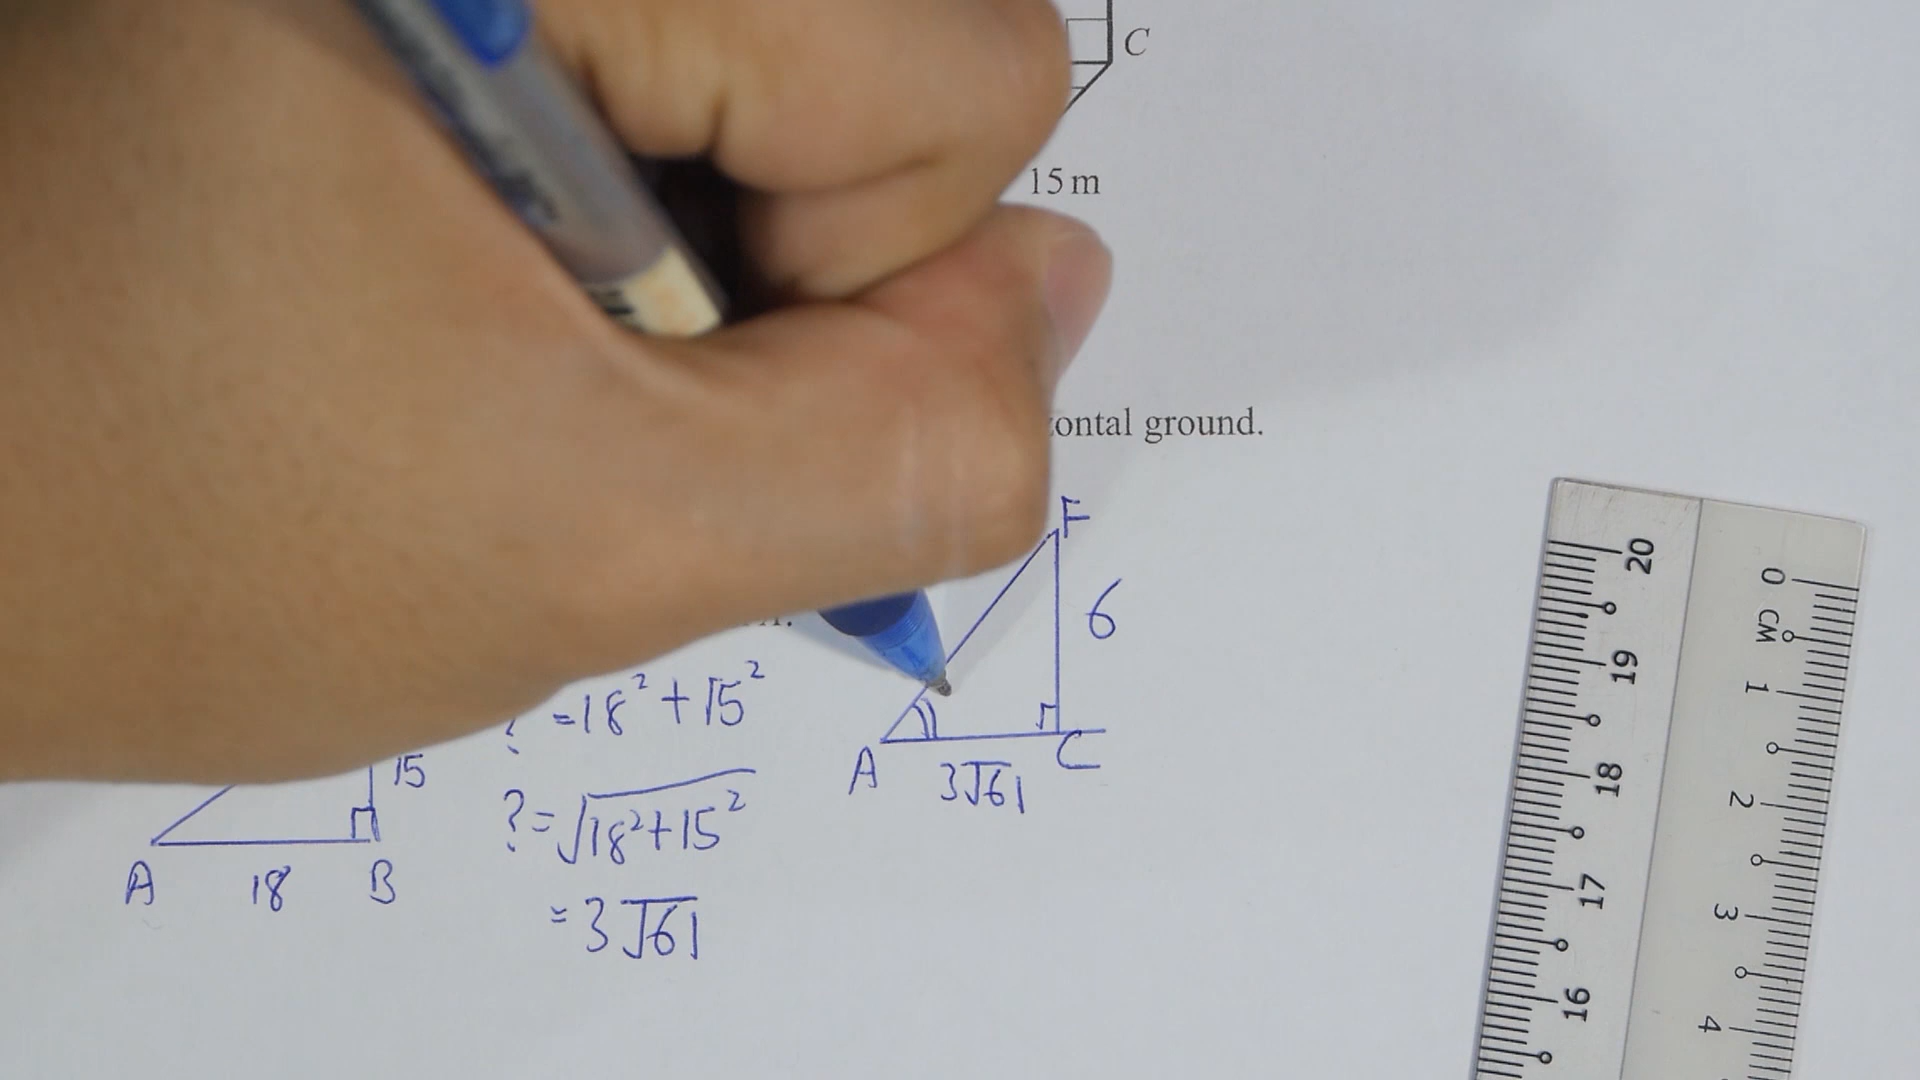 C
15 m
ontal ground.
F
6
A
C
3√61
? = 18² + 15²
? = √18² + 15²
= 3√61
15
A
18
B
20
19
18
17
16
0 CM
1
2
3
4